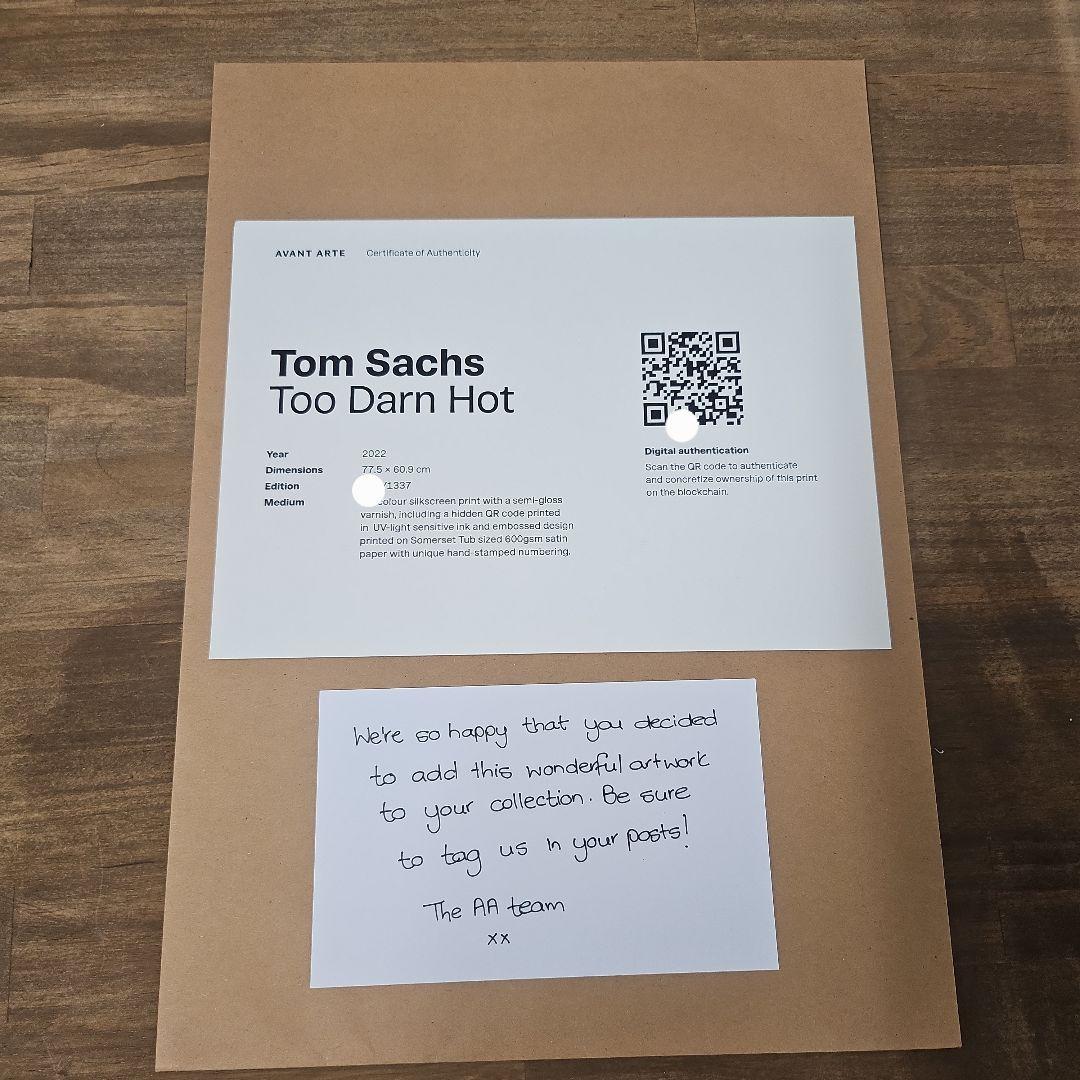 AVANT ARTE Certificate of Authenticity
Tom Sachs
Too Darn Hot
Year 2022
Dimensions 77.5 × 60.9 cm
Edition /1337
Medium colour silkscreen print with a semi-gloss
varnish, including a hidden QR code printed
in UV-light sensitive ink and embossed design
printed on Somerset Tub sized 600gsm satin
paper with unique hand-stamped numbering.
Digital authentication
Scan the QR code to authenticate
and concretize ownership of this print
on the blockchain.
We're so happy that you decided
to add this wonderful artwork
to your collection. Be sure
to tag us in your posts!
The AA team
xx